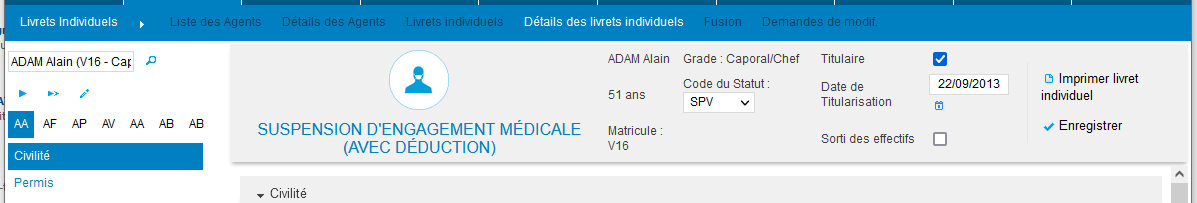 Livrets Individuels
Liste des Agents
Détails des Agents
Livrets individuels
Détails des livrets individuels
Fusion
Demandes de modif.
ADAM Alain (V16 - Cap
AA AF AP AV AA AB AB
Civilité
Permis
SUSPENSION D'ENGAGEMENT MÉDICALE
(AVEC DÉDUCTION)
ADAM Alain
51 ans
Matricule :
V16
Grade : Caporal/Chef
Code du Statut :
SPV
Titulaire
Date de
Titularisation
22/09/2013
Sorti des effectifs
Imprimer livret
individuel
Enregistrer
Civilité